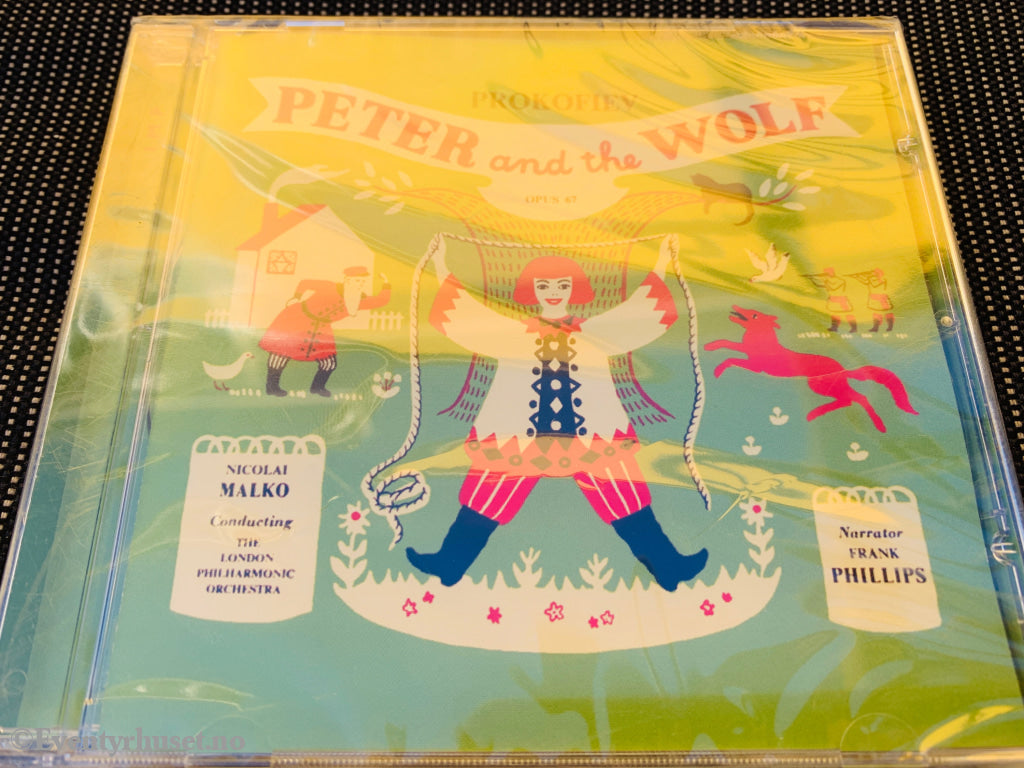 PROKOFIEV
PETER and the WOLF
OPUS 67
NICOLAI
MALKO
Conducting
THE
LONDON
PHILHARMONIC
ORCHESTRA
Narrator
FRANK
PHILLIPS
©Eventyrhuset.no